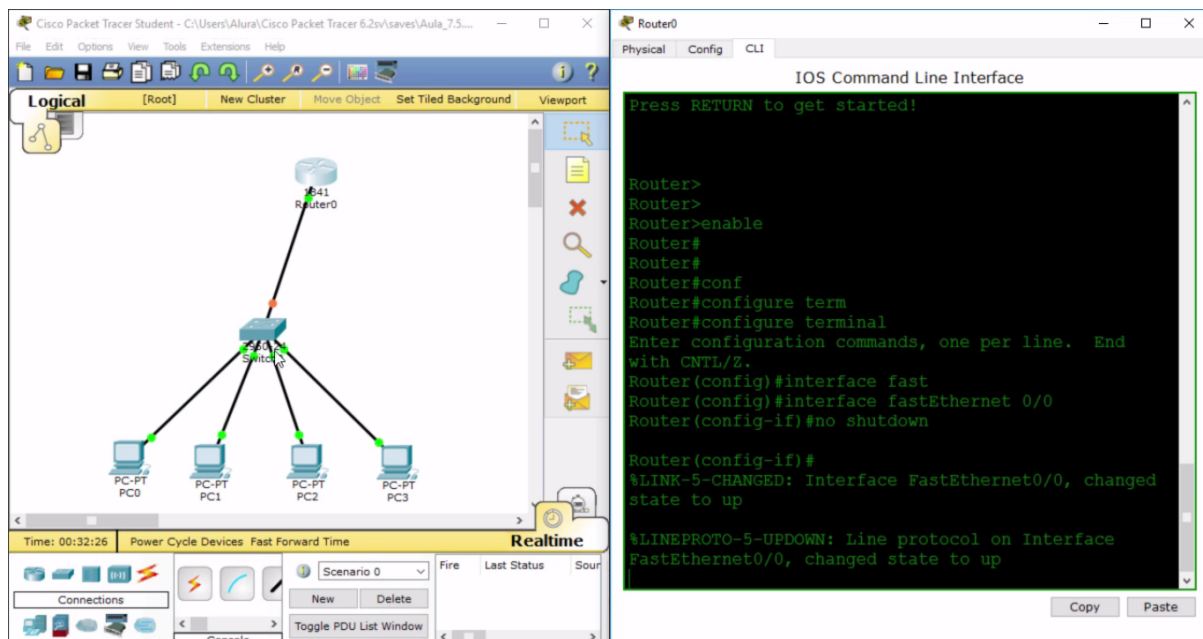 Cisco Packet Tracer Student - C:\Users\Alura\Cisco Packet Tracer 6.2sv\saves\Aula_7.5....
File Edit Options View Tools Extensions Help
Logical [Root] New Cluster Move Object Set Tiled Background Viewport
1841
Router0
Switch
PC-PT
PC0
PC-PT
PC1
PC-PT
PC2
PC-PT
PC3
Time: 00:32:26 Power Cycle Devices Fast Forward Time Realtime
Connections
Scenario 0
New Delete
Toggle PDU List Window
Fire Last Status Sour
Router0
Physical Config CLI
IOS Command Line Interface
Press RETURN to get started!
Router>
Router>
Router>enable
Router#
Router#
Router#conf
Router#configure term
Router#configure terminal
Enter configuration commands, one per line. End
with CNTL/Z.
Router(config)#interface fast
Router(config)#interface fastEthernet 0/0
Router(config-if)#no shutdown
Router(config-if)#
%LINK-5-CHANGED: Interface FastEthernet0/0, changed
state to up
%LINEPROTO-5-UPDOWN: Line protocol on Interface
FastEthernet0/0, changed state to up
Copy Paste